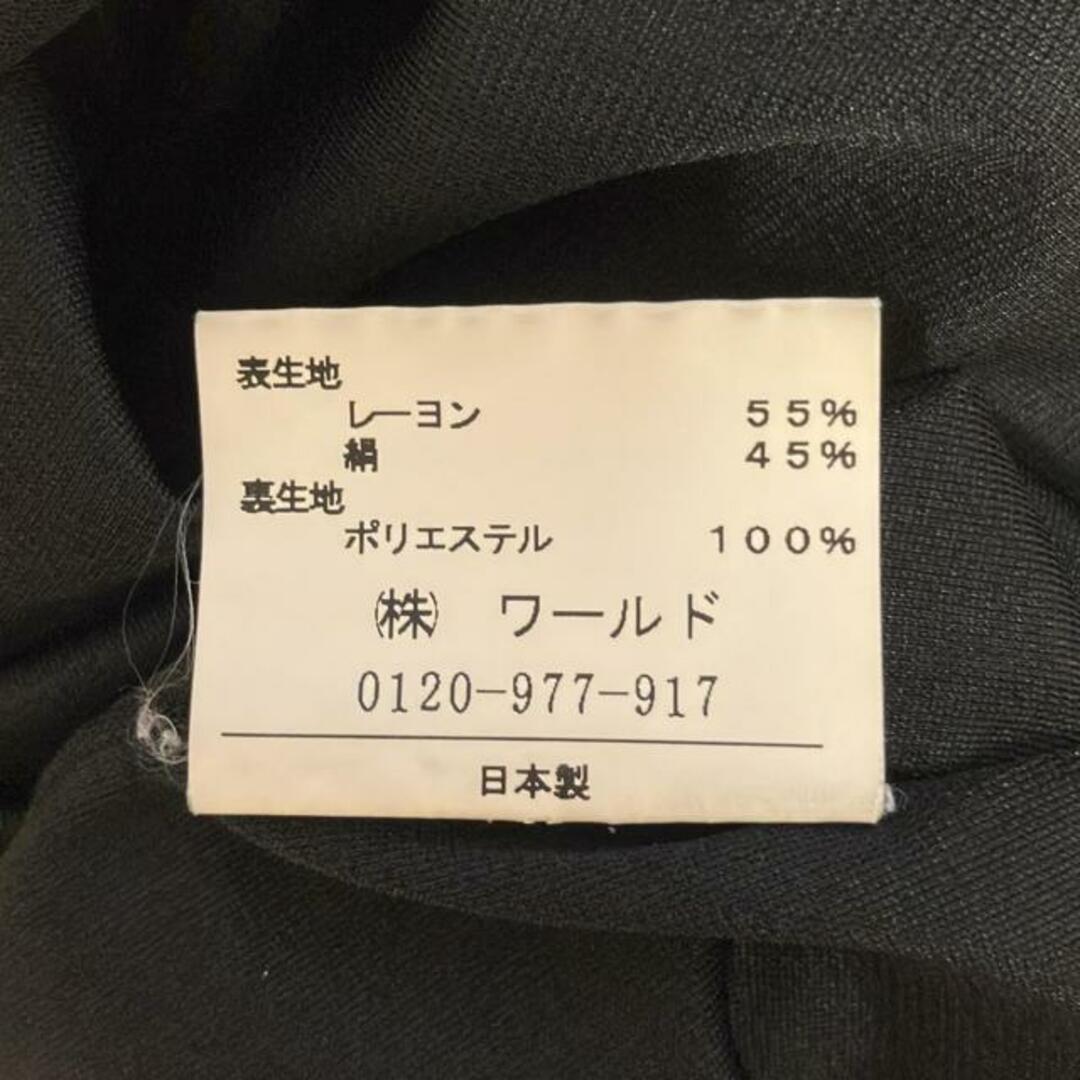 表生地
レーヨン ５５％
絹 ４５％
裏生地
ポリエステル １００％
㈱ ワールド
0120-977-917
日本製